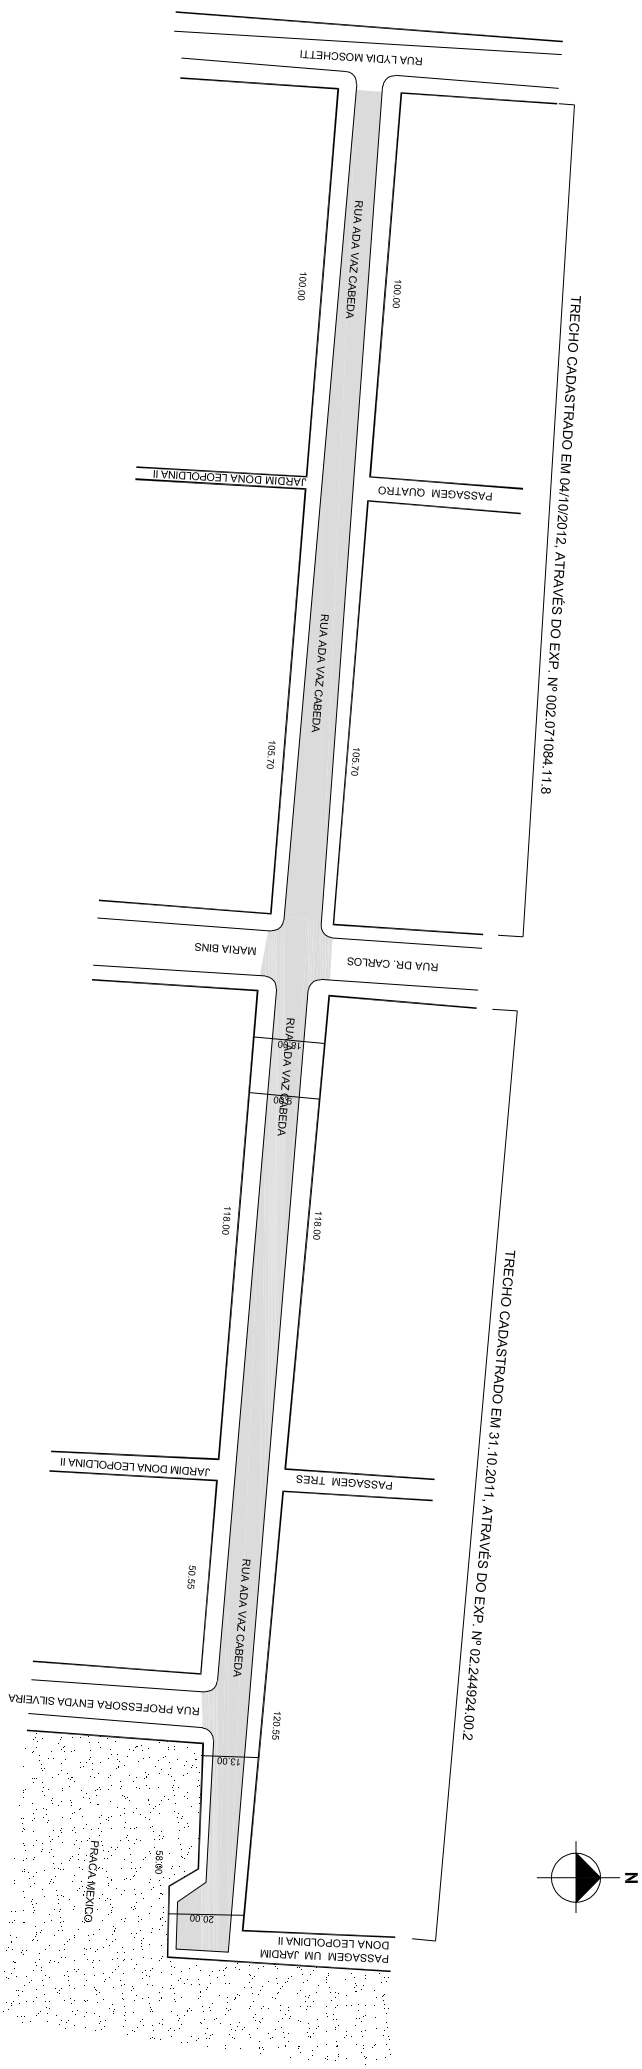 RUA LYDIA MOSCHETTI
RUA ADA VAZ CABEDA
100.00
100.00
TRECHO CADASTRADO EM 04/10/2012, ATRAVÉS DO EXP. Nº 002.071084.11.8
JARDIM DONA LEOPOLDINA II
PASSAGEM QUATRO
RUA ADA VAZ CABEDA
105.70
105.70
MARIA BINS
RUA DR. CARLOS
RUA ADA VAZ CABEDA
18.00
9.00
118.00
118.00
TRECHO CADASTRADO EM 31.10.2011, ATRAVÉS DO EXP. Nº 02.244924.00.2
JARDIM DONA LEOPOLDINA II
PASSAGEM TRES
50.55
RUA ADA VAZ CABEDA
RUA PROFESSORA ENYDA SILVEIRA
120.55
13.00
PRACA MEXICO
58.80
20.00
N
PASSAGEM UM JARDIM
DONA LEOPOLDINA II